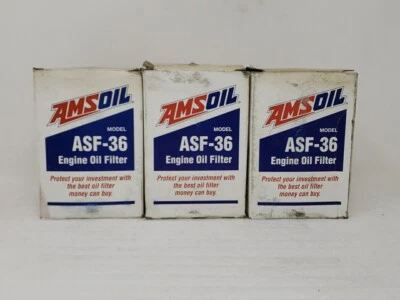 AMSOIL
MODEL
ASF-36
Engine Oil Filter
Protect your investment with
the best oil filter
money can buy.
AMSOIL
MODEL
ASF-36
Engine Oil Filter
Protect your investment with
the best oil filter
money can buy.
AMSOIL
MODEL
ASF-36
Engine Oil Filter
Protect your investment with
the best oil filter
money can buy.